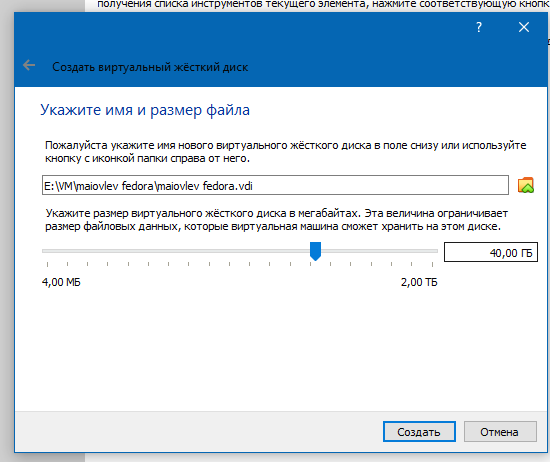 получения списка инструментов текущего элемента, нажмите соответствующую кнопк
?
Создать виртуальный жёсткий диск
Укажите имя и размер файла
Пожалуйста укажите имя нового виртуального жёсткого диска в поле снизу или используйте
кнопку с иконкой папки справа от него.
E:\VM\maiovlev fedora\maiovlev fedora.vdi
Укажите размер виртуального жёсткого диска в мегабайтах. Эта величина ограничивает
размер файловых данных, которые виртуальная машина сможет хранить на этом диске.
40,00 ГБ
4,00 МБ 2,00 ТБ
Создать Отмена